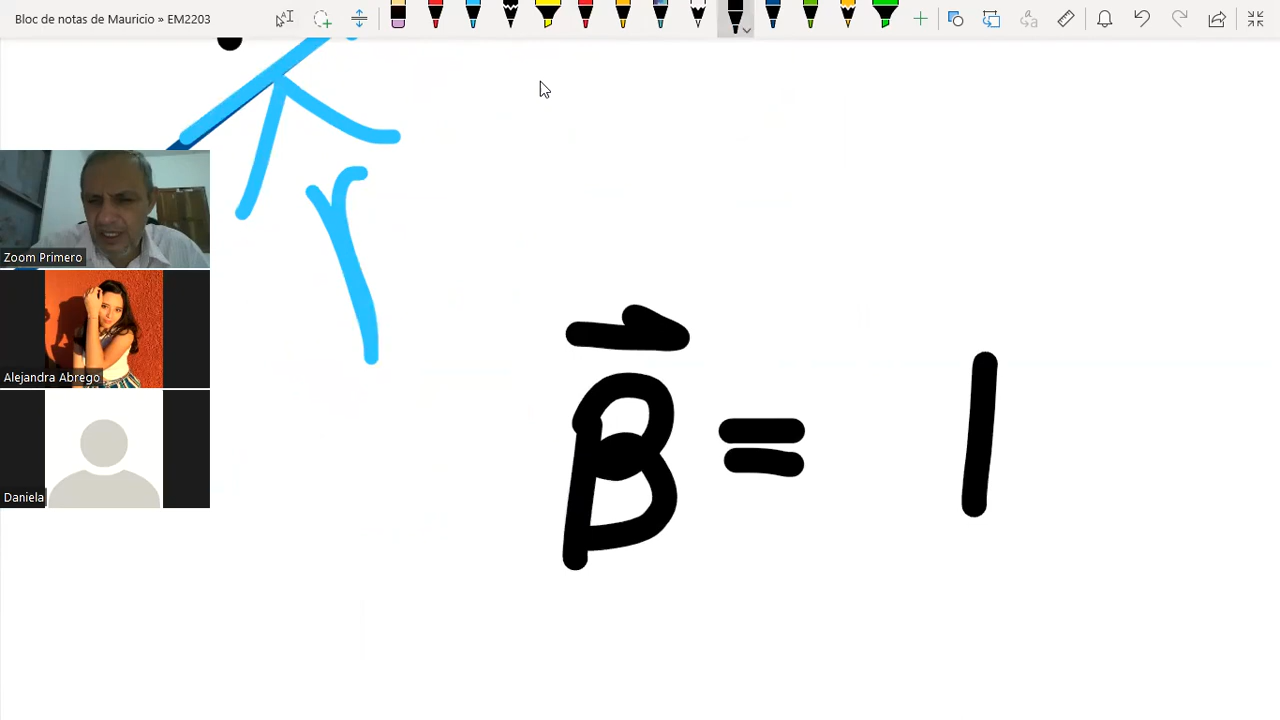 Bloc de notas de Mauricio » EM2203
r
Zoom Primero
B⃗ = 1
Alejandra Abrego
Daniela